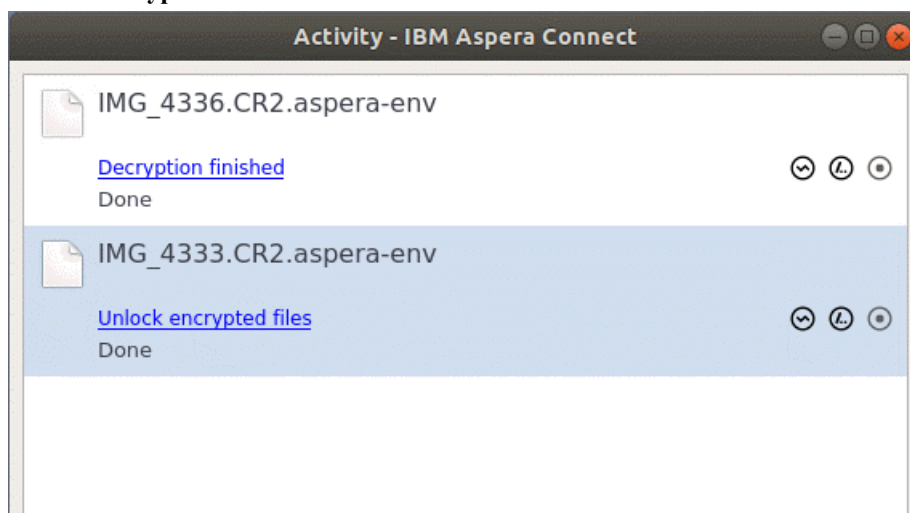 Activity - IBM Aspera Connect
IMG_4336.CR2.aspera-env
Decryption finished
Done
IMG_4333.CR2.aspera-env
Unlock encrypted files
Done